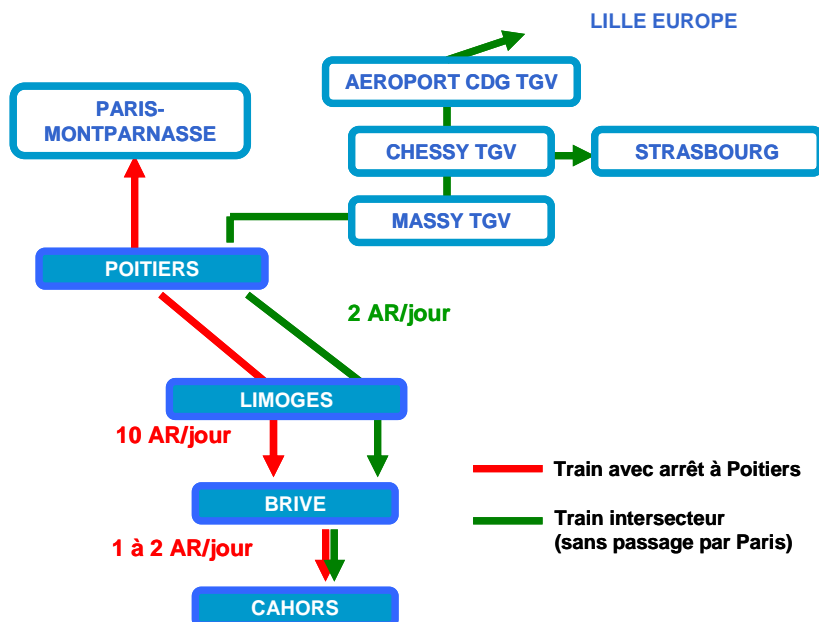 LILLE EUROPE
AEROPORT CDG TGV
PARIS-
MONTPARNASSE
CHESSY TGV
STRASBOURG
MASSY TGV
POITIERS
2 AR/jour
LIMOGES
10 AR/jour
Train avec arrêt à Poitiers
BRIVE
Train intersecteur
(sans passage par Paris)
1 à 2 AR/jour
CAHORS